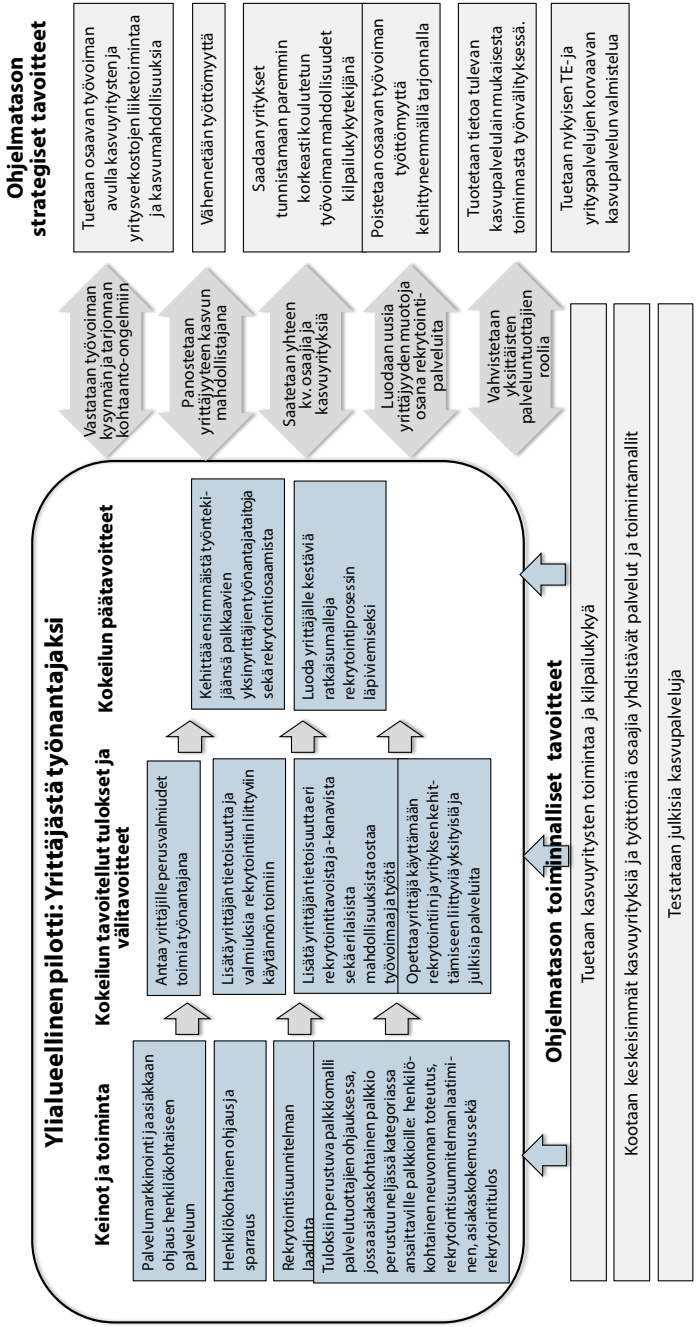 Ylialueellinen pilotti: Yrittäjästä työnantajaksi
Keinot ja toiminta
Palvelumarkkinointi ja asiakkaan
ohjaus henkilökohtaiseen
palveluun
Henkilökohtainen ohjaus ja
sparraus
Rekrytointisuunnitelman
laadinta
Tuloksiin perustuva palkkiomalli
palvelutuottajien ohjauksessa,
jossa asiakaskohtainen palkkio
perustuu neljässä kategoriassa
ansaittaville palkkioille: henkilö-
kohtainen neuvonnan toteutus,
rekrytointisuunnitelman laatimi-
nen, asiakaskokemus sekä
rekrytointitulos
Kokeilun tavoitellut tulokset ja
välitavoitteet
Antaa yrittäjille perusvalmiudet
toimia työnantajana
Lisätä yrittäjän tietoisuutta ja
valmiuksia rekrytointiin liittyviin
käytännön toimiin
Lisätä yrittäjän tietoisuutta eri
rekrytointitavoista ja -kanavista
sekä erilaisista
mahdollisuuksista ostaa
työvoimaa ja työtä
Opettaa yrittäjä käyttämään
rekrytointiin ja yrityksen kehit-
tämiseen liittyviä yksityisiä ja
julkisia palveluita
Kokeilun päätavoitteet
Kehittää ensimmäistä työnteki-
jäänsä palkkaavien
yksinyrittäjien työnantajataitoja
sekä rekrytointiosaamista
Luoda yrittäjälle kestäviä
ratkaisumalleja
rekrytointiprosessin
läpiviemiseksi
Vastataan työvoiman
kysynnän ja tarjonnan
kohtaanto-ongelmiin
Panostetaan
yrittäjyyteen kasvun
mahdollistajana
Saatetaan yhteen
kv. osaajia ja
kasvuyrityksiä
Luodaan uusia
yrittäjyyden muotoja
osana rekrytointi-
palveluita
Vahvistetaan
yksittäisten
palveluntuottajien
roolia
Ohjelmatason
strategiset tavoitteet
Tuetaan osaavan työvoiman
avulla kasvuyritysten ja
yritysverkostojen liiketoimintaa
ja kasvumahdollisuuksia
Vähennetään työttömyyttä
Saadaan yritykset
tunnistamaan paremmin
korkeasti koulutetun
työvoiman mahdollisuudet
kilpailukykytekijänä
Poistetaan osaavan työvoiman
työttömyyttä
kehittyneemmällä tarjonnalla
Tuotetaan tietoa tulevan
kasvupalvelulain mukaisesta
toiminnasta työnvälityksessä.
Tuetaan nykyisen TE- ja
yrityspalvelujen korvaavan
kasvupalvelun valmistelua
Ohjelmatason toiminnalliset tavoitteet
Tuetaan kasvuyritysten toimintaa ja kilpailukykyä
Kootaan keskeisimmät kasvuyrityksiä ja työttömiä osaajia yhdistävät palvelut ja toimintamallit
Testataan julkisia kasvupalveluja